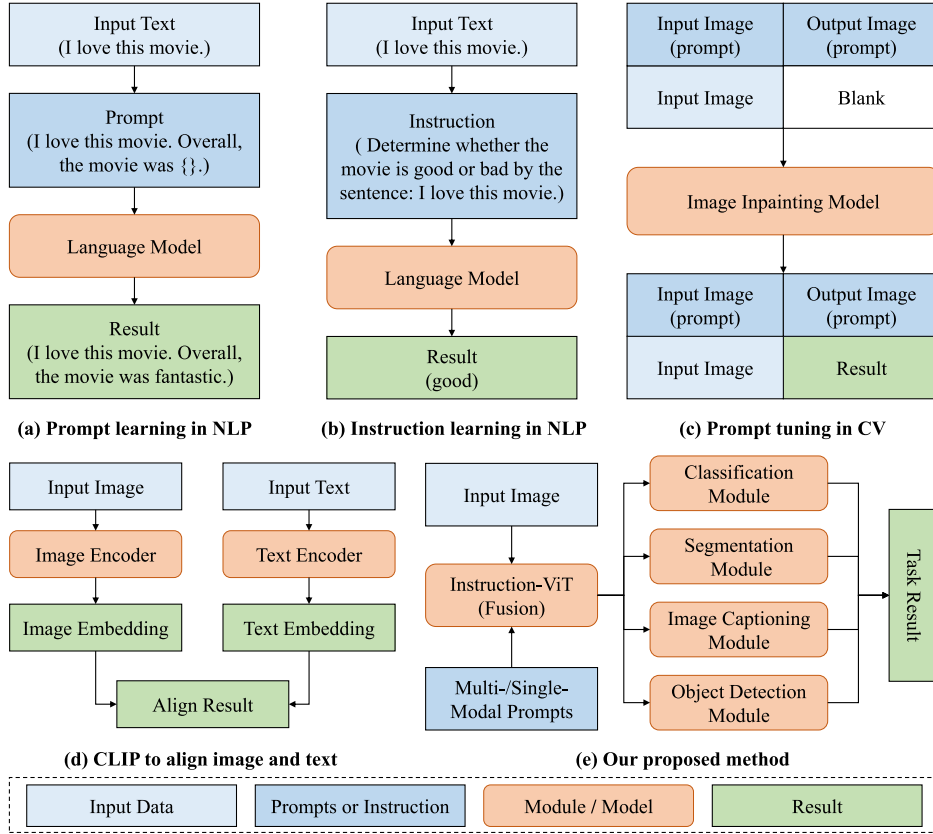 Input Text
(I love this movie.)
Prompt
(I love this movie. Overall,
the movie was {}.)
Language Model
Result
(I love this movie. Overall,
the movie was fantastic.)
(a) Prompt learning in NLP
Input Text
(I love this movie.)
Instruction
( Determine whether the
movie is good or bad by the
sentence: I love this movie.)
Language Model
Result
(good)
(b) Instruction learning in NLP
Input Image
(prompt)
Output Image
(prompt)
Input Image
Blank
Image Inpainting Model
Input Image
(prompt)
Output Image
(prompt)
Input Image
Result
(c) Prompt tuning in CV
Input Image
Input Text
Image Encoder
Text Encoder
Image Embedding
Text Embedding
Align Result
(d) CLIP to align image and text
Input Image
Instruction-ViT
(Fusion)
Multi-/Single-
Modal Prompts
Classification
Module
Segmentation
Module
Image Captioning
Module
Object Detection
Module
Task Result
(e) Our proposed method
Input Data
Prompts or Instruction
Module / Model
Result